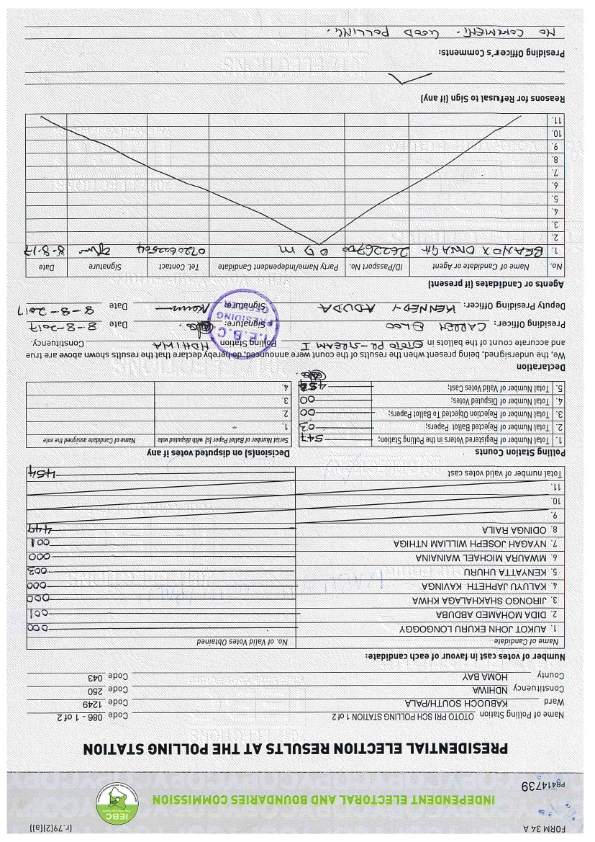 FORM 34 A
[r.79(2)(a)]
IEBC
INDEPENDENT ELECTORAL AND BOUNDARIES COMMISSION
PB414739
PRESIDENTIAL ELECTION RESULTS AT THE POLLING STATION
Name of Polling Station OTOTO PRI SCH POLLING STATION 1 of 2 Code 086 - 1 of 2
Ward KABUOCH SOUTH/PALA Code 1249
Constituency NDHIWA Code 250
County HOMA BAY Code 043
Number of votes cast in favour of each candidate:
Name of Candidate No. of Valid Votes Obtained
1. AUKOT JOHN EKURU LONGOGGY 000
2. DIDA MOHAMED ABDUBA 001
3. JIRONGO SHAKHALAGA KHWA 000
4. KALUYU JAPHETH KAVINGA 000
5. KENYATTA UHURU 003
6. MWAURA MICHAEL WAINAINA 000
7. NYAGAH JOSEPH WILLIAM NTHIGA 001
8. ODINGA RAILA 449
9.
10.
11.
Total number of valid votes cast 454
Polling Station Counts
1. Total Number of Registered Voters in the Polling Station; 547
2. Total Number of Rejected Ballot Papers; 03
3. Total Number of Rejection Objected To Ballot Papers; 00
4. Total Number of Disputed Votes; 00
5. Total Number of Valid Votes Cast;
Decision(s) on disputed votes if any
Serial Number of Ballot Paper (s) with disputed vote Name of Candidate assigned the vote
1. -
2.
3.
4.
Declaration
We, the undersigned, being present when the results of the count were announced, do hereby declare that the results shown above are true
and accurate count of the ballots in OTOTO PR-STREAM I Polling Station NDHIWA Constituency.
Presiding Officer: CARREN Signature: Date 8-8-2017
Deputy Presiding Officer: KENNEDY ADUDA Signature Date 8-8-2017
I.E.B.C
PRESIDING
OFFICER
Agents or Candidates (if present)
No. Name of Candidate or Agent ID/Passport No. Party Name/Independent Candidate Tel. Contact Signature Date
1. 26226700 ODM 8-8-17
2.
3.
4.
5.
6.
7.
8.
9.
10.
11.
Reasons for Refusal to Sign (if any)
Presiding Officer's Comments:
NO COMMENT. GOOD POLLING.